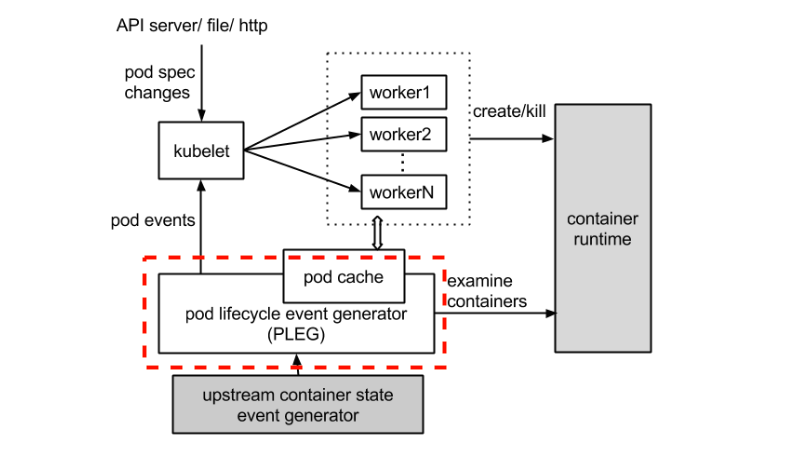 API server/ file/ http
pod spec
changes
kubelet
worker1
worker2
workerN
create/kill
container
runtime
pod events
pod cache
examine
containers
pod lifecycle event generator
(PLEG)
upstream container state
event generator